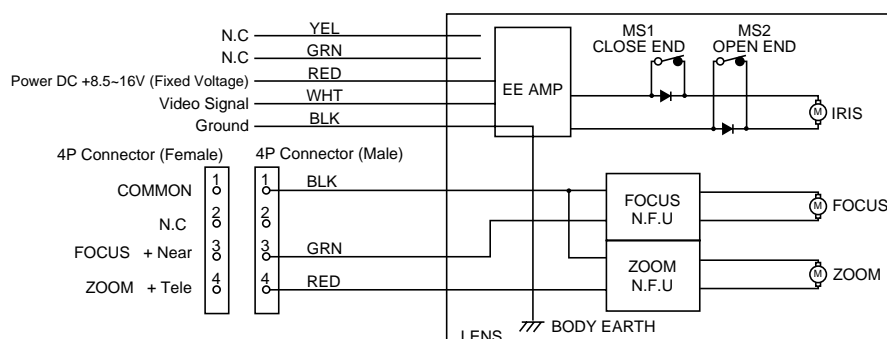 MS1
CLOSE END
MS2
OPEN END
N.C YEL
N.C GRN
Power DC +8.5~16V (Fixed Voltage) RED
Video Signal WHT
Ground BLK
EE AMP
M IRIS
4P Connector (Female) 4P Connector (Male)
COMMON 1 1 BLK
N.C 2 2
FOCUS + Near 3 3 GRN
ZOOM + Tele 4 4 RED
FOCUS
N.F.U
M FOCUS
ZOOM
N.F.U
M ZOOM
LENS
BODY EARTH